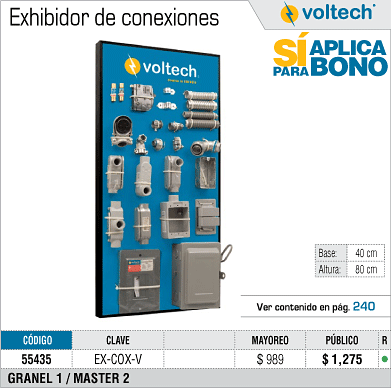 Exhibidor de conexiones
voltech®
SÍ APLICA
PARA BONO
voltech®
Base: 40 cm
Altura: 80 cm
Ver contenido en pág. 240
CÓDIGO CLAVE MAYOREO PÚBLICO R
55435 EX-COX-V $ 989 $ 1,275
GRANEL 1 / MASTER 2